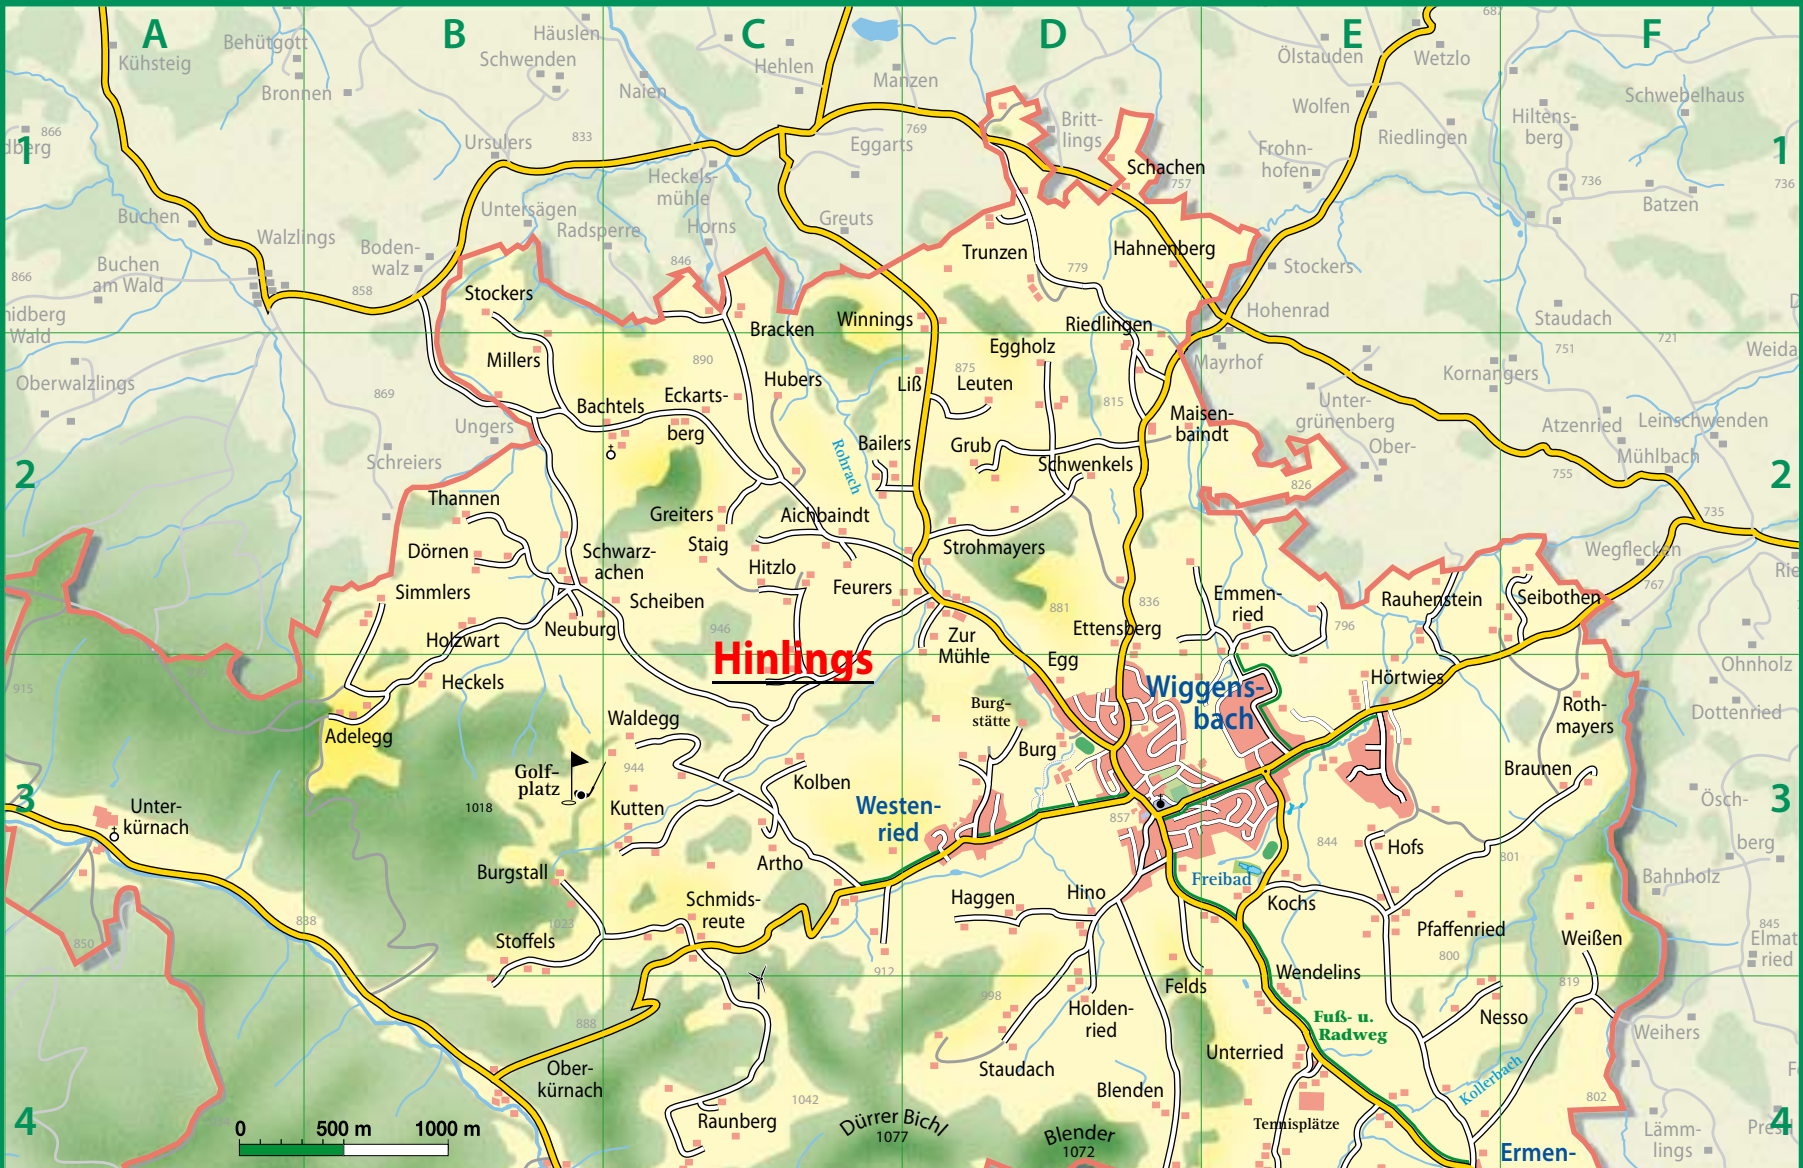 A
B
C
D
E
F
Kühsteig
Behütgott
Bronnen
Häuslen
Schwenden
Naien
Hehlen
Manzen
Ölstauden
Wetzlo
687
Schwebelhaus
Wolfen
Riedlingen
Hiltens-
berg
Britt-
lings
1
866
dberg
Ursulers
833
769
Eggarts
Frohn-
hofen
1
Schachen
757
736
736
Batzen
Heckels-
mühle
Buchen
Untersägen
Radsperre
Horns
Greuts
Walzlings
Boden-
walz
846
Trunzen
Hahnenberg
779
Stockers
866
Buchen
am Wald
858
Stockers
Hohenrad
Staudach
nidberg
Wald
Bracken
Winnings
Riedlingen
Eggholz
Mayrhof
751
721
Weida
Millers
890
875
Oberwalzlings
869
Hubers
Liß
Leuten
815
Kornangers
Eckarts-
berg
Bachtels
Unter-
grünenberg
Maisen-
baindt
Atzenried
Leinschwenden
Ungers
Bailers
Grub
Ober-
Mühlbach
Schreiers
Rohrach
Schwenkels
2
826
755
2
Thannen
Greiters
Aichbaindt
735
Dörnen
Schwarz-
achen
Staig
Strohmayers
Wegflecken
Hitzlo
767
Rie
Simmlers
Scheiben
Feurers
881
836
Emmen-
ried
Rauhenstein
Seibothen
Holzwart
Neuburg
946
Zur
Mühle
Ettensberg
796
Hinlings
Egg
Ohnholz
915
Heckels
Wiggens-
bach
Hörtwies
Waldegg
Burg-
stätte
Roth-
mayers
Dottenried
Adelegg
Burg
Golf-
platz
944
Kolben
Braunen
3
1018
Kutten
Westen-
ried
Ösch-
berg
3
Unter-
kürnach
857
844
Hofs
801
Burgstall
Artho
Freibad
Bahnholz
Schmids-
reute
Haggen
Hino
Kochs
838
1023
Pfaffenried
845
850
Stoffels
Weißen
Elmat
ried
912
800
Wendelins
819
Felds
998
Holden-
ried
Fuß- u.
Radweg
Nesso
888
Weihers
Unterried
Ober-
kürnach
Staudach
Kollerbach
Blenden
1042
802
4
0
500 m
1000 m
Raunberg
Dürrer Bichl
1077
Blender
1072
Tennisplätze
Lämm-
lings
4
Ermen-